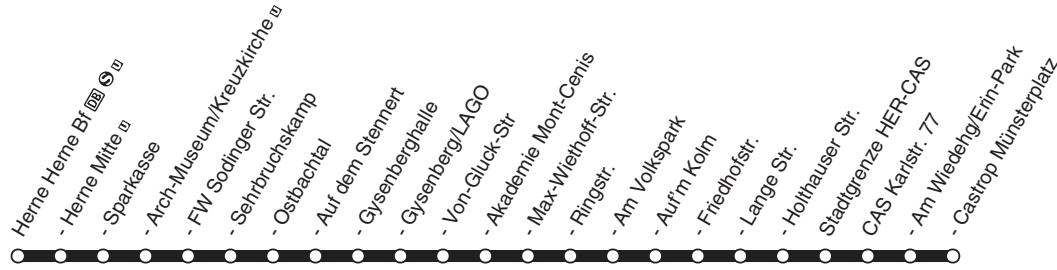 Herne Herne Bf DB S U
- Herne Mitte U
- Sparkasse
- Arch-Museum/Kreuzkirche U
- FW Sodinger Str.
- Sehrbruchskamp
- Ostbachtal
- Auf dem Stennert
- Gysenberghalle
- Gysenberg/LAGO
- Von-Gluck-Str
- Akademie Mont-Cenis
- Max-Wiethoff-Str.
- Ringstr.
- Am Volkspark
- Auf'm Kolm
- Friedhofstr.
- Lange Str.
- Holthauser Str.
Stadtgrenze HER-CAS
CAS Karlstr. 77
- Am Wiedehg/Erin-Park
- Castrop Münsterplatz